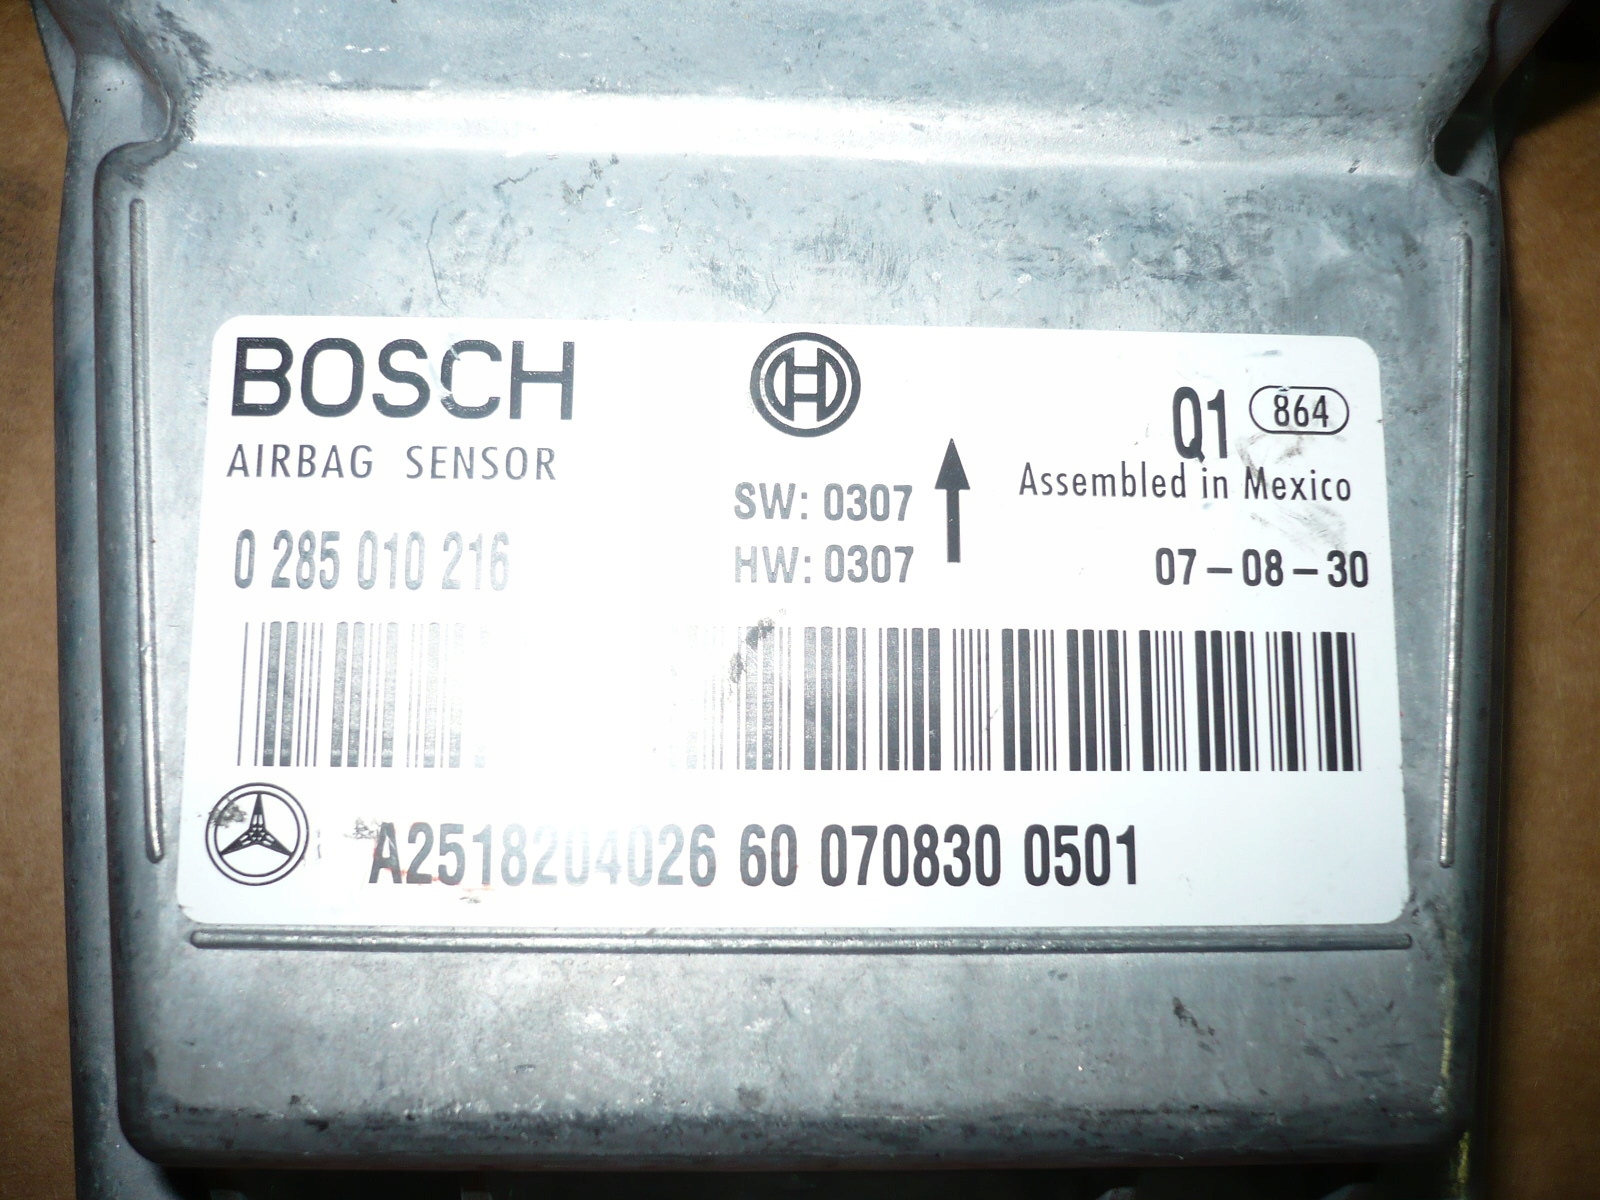 BOSCH
Q1 864
AIRBAG SENSOR
Assembled in Mexico
SW: 0307
0 285 010 216
HW: 0307
07-08-30
A2518204026 60 070830 0501